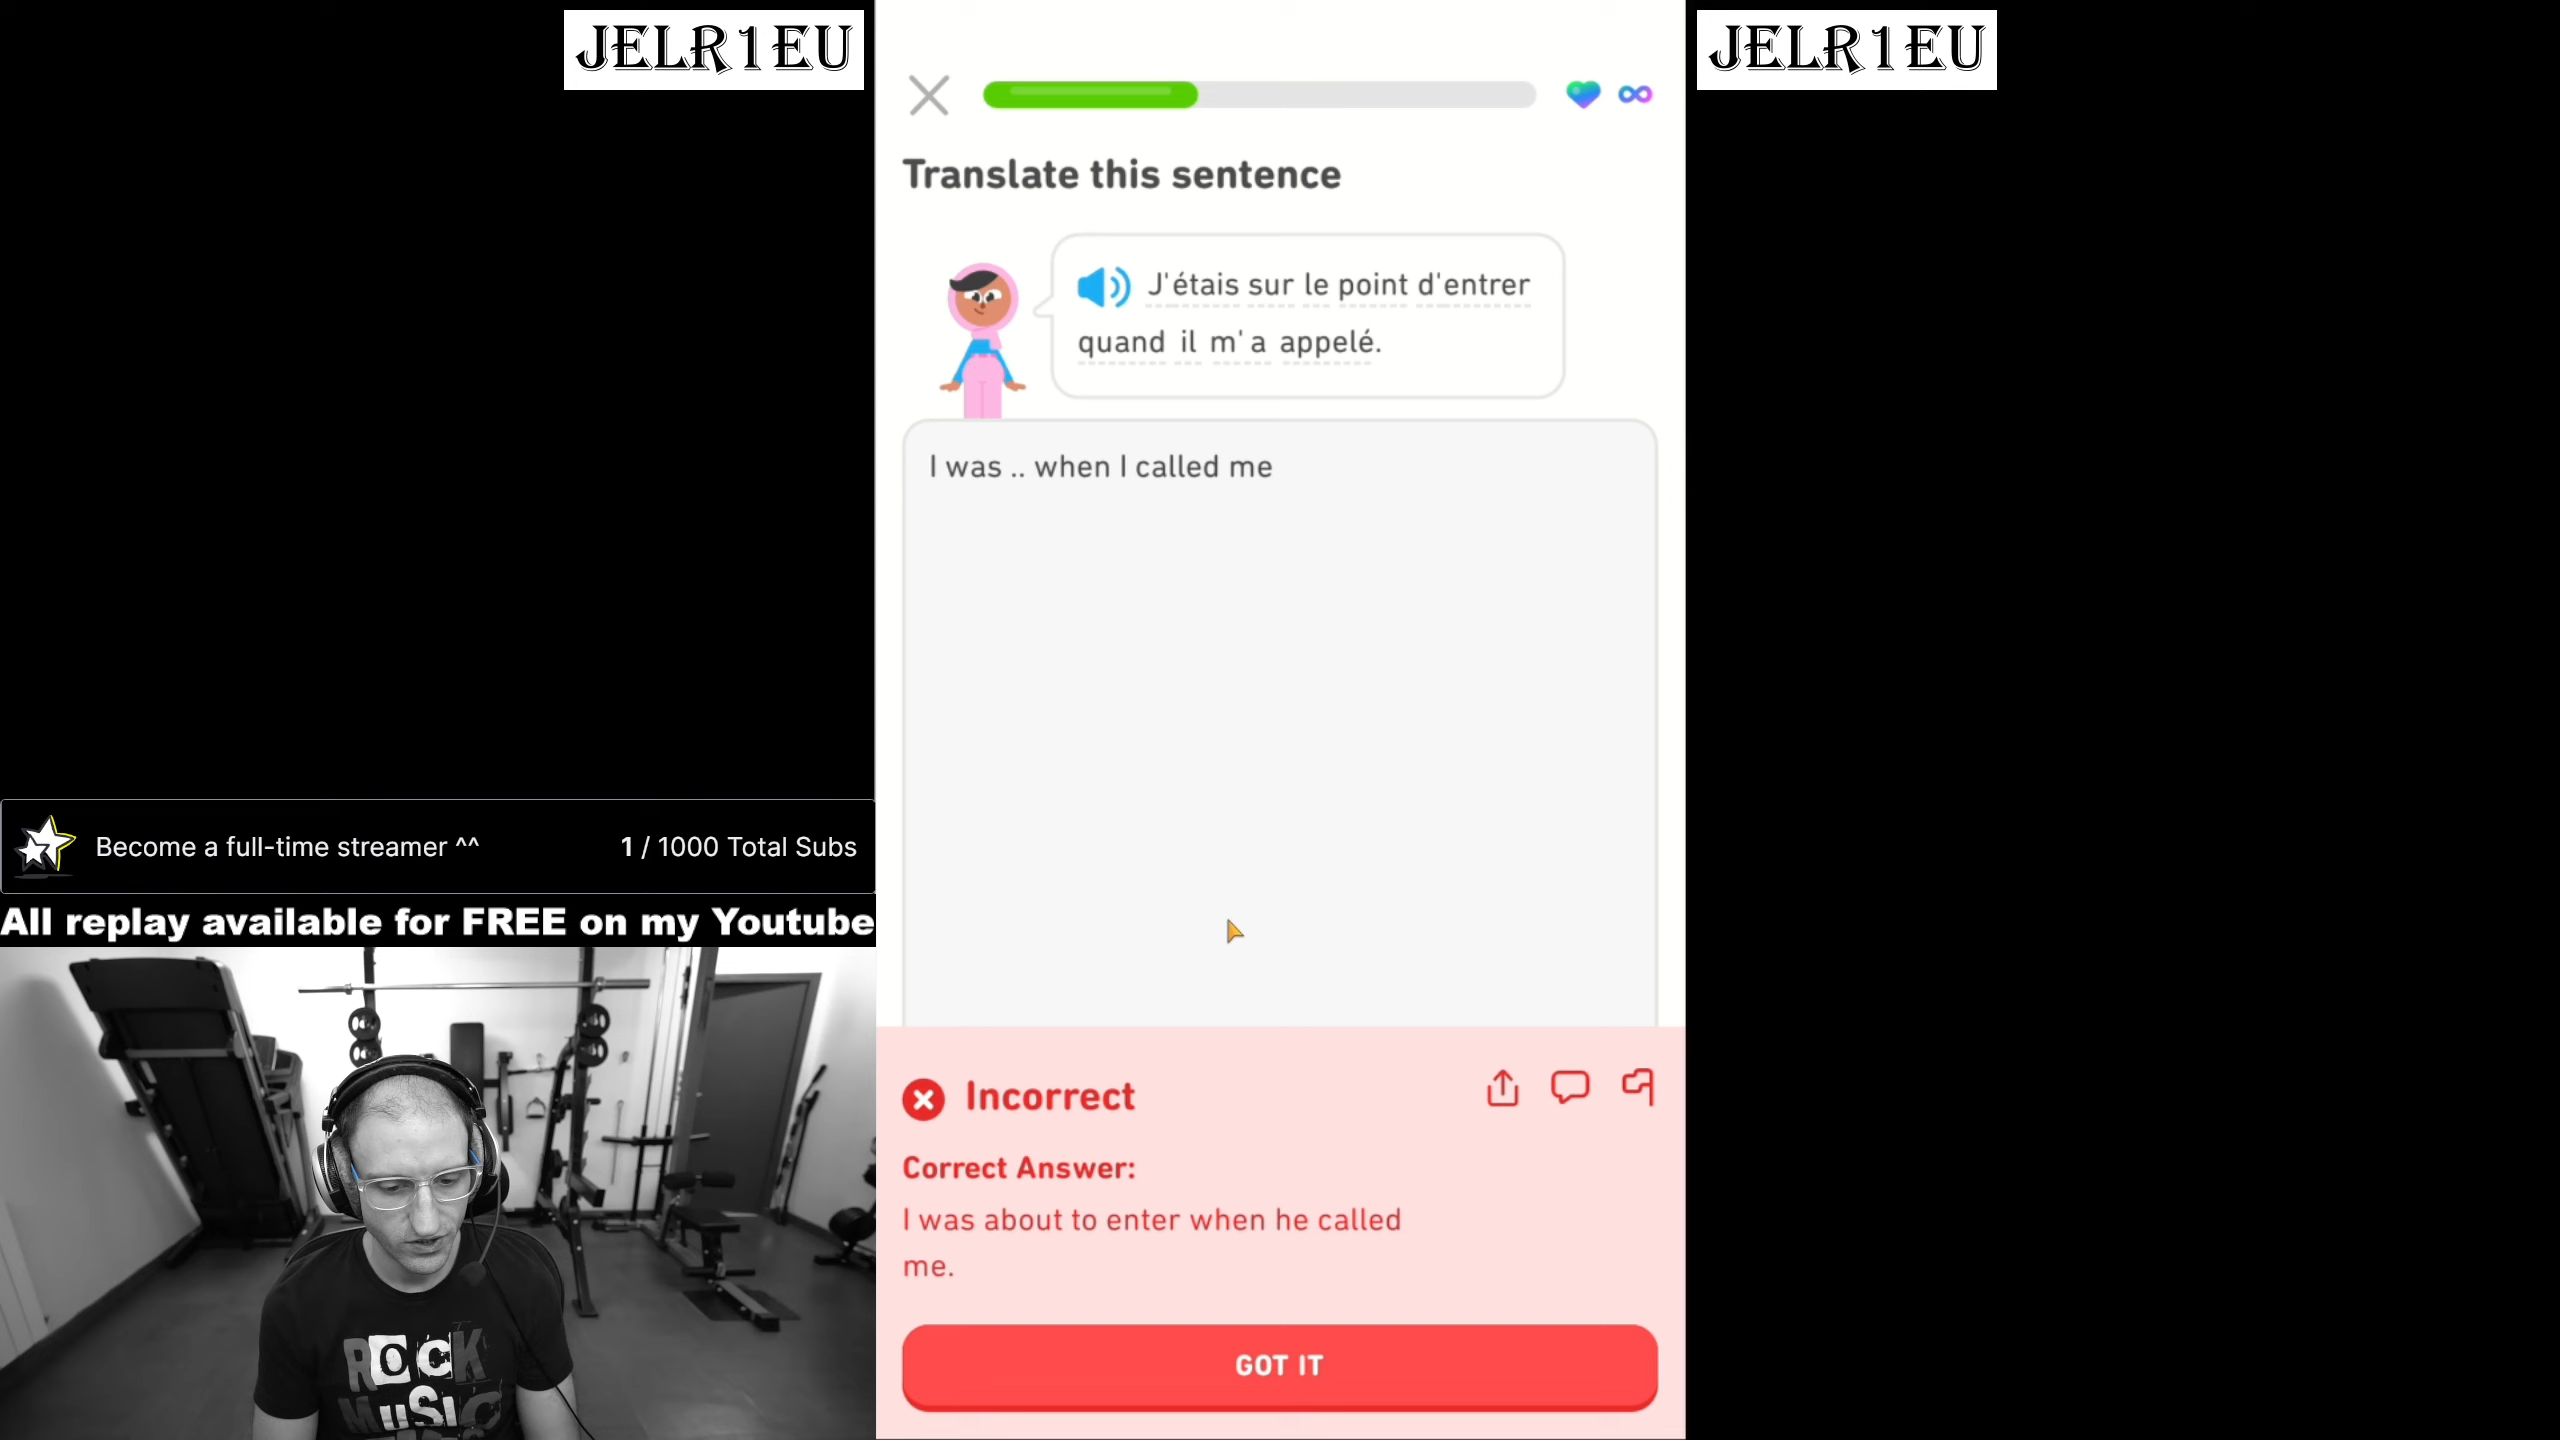 JELR1EU
JELR1EU
Translate this sentence
J'étais sur le point d'entrer
quand il m'a appelé.
I was .. when I called me
Become a full-time streamer ^^ 1 / 1000 Total Subs
All replay available for FREE on my Youtube
Incorrect
Correct Answer:
I was about to enter when he called
me.
GOT IT
ROCK
MUSIC